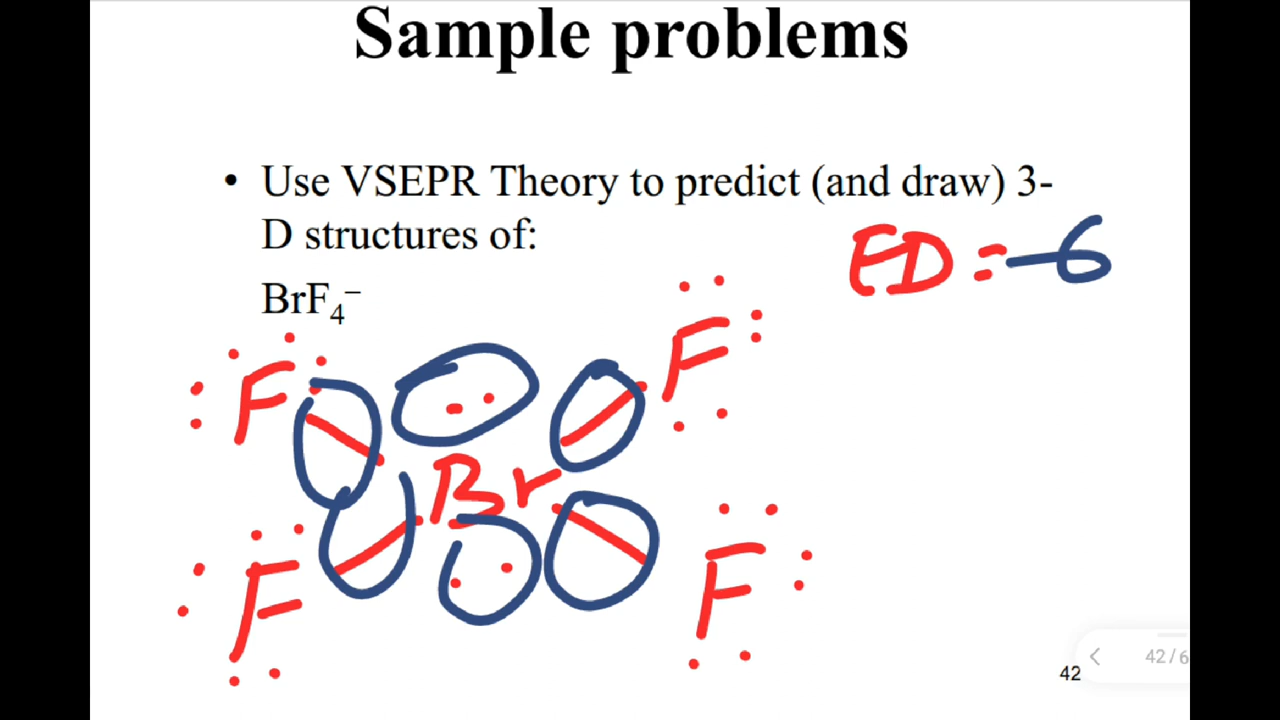 Sample problems
• Use VSEPR Theory to predict (and draw) 3-
D structures of:
ED = 6
BrF₄⁻
F F
Br
F F
42
42 / 6